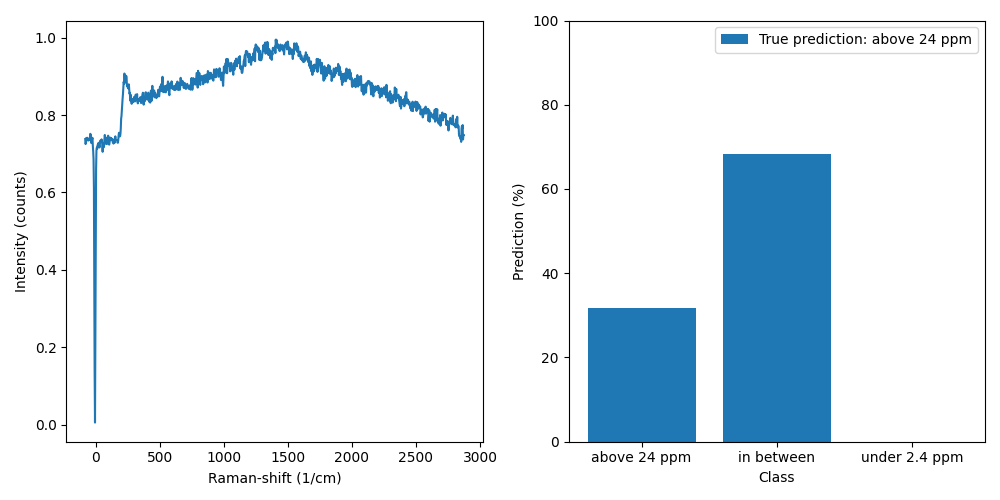 1.0
0.8
0.6
0.4
0.2
0.0
0 500 1000 1500 2000 2500 3000
Raman-shift (1/cm)
Intensity (counts)
100
80
60
40
20
0
Prediction (%)
True prediction: above 24 ppm
above 24 ppm in between under 2.4 ppm
Class